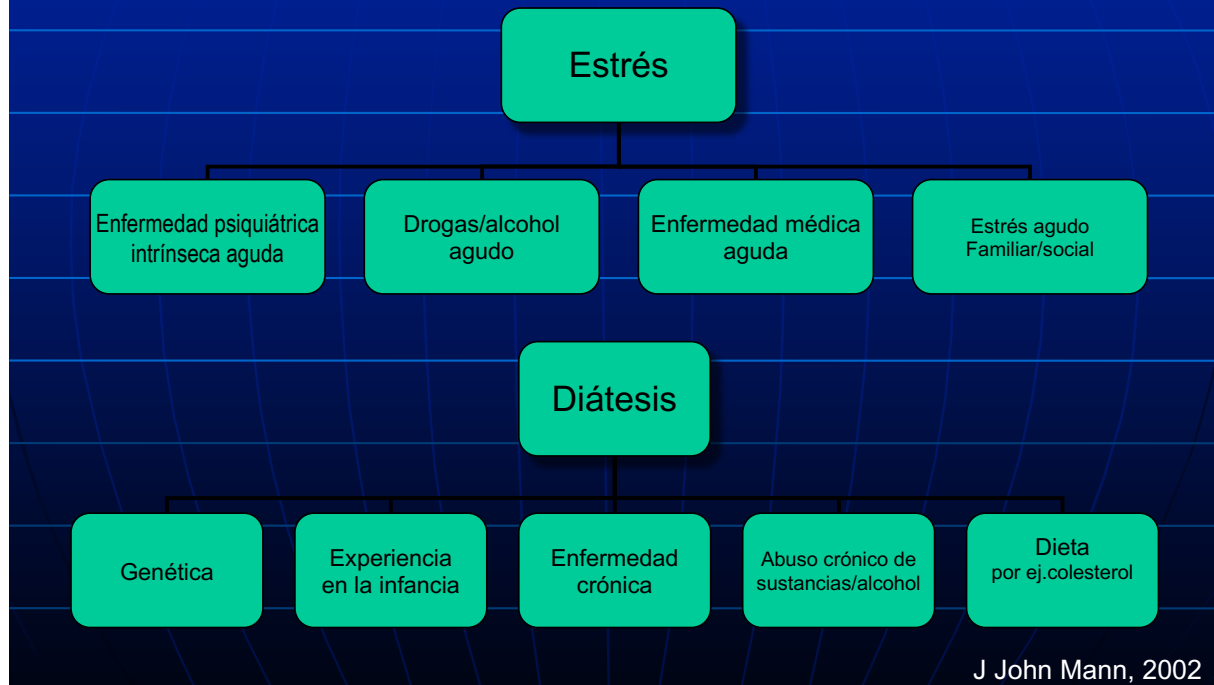 Estrés
Enfermedad psiquiátrica
intrínseca aguda
Drogas/alcohol
agudo
Enfermedad médica
aguda
Estrés agudo
Familiar/social
Diátesis
Genética
Experiencia
en la infancia
Enfermedad
crónica
Abuso crónico de
sustancias/alcohol
Dieta
por ej.colesterol
J John Mann, 2002